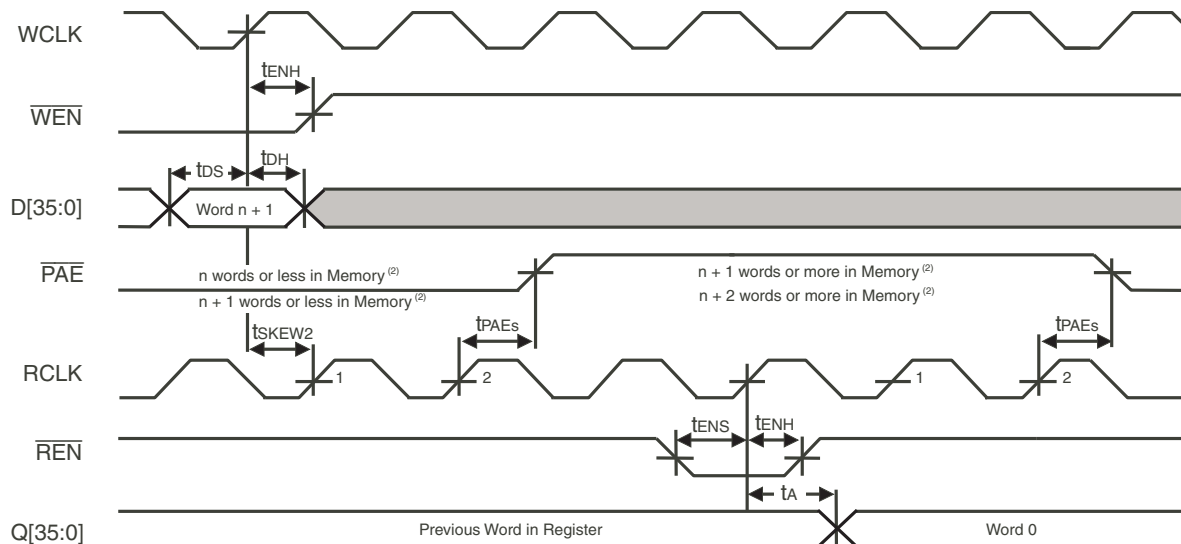 WCLK
tENH
WEN
tDS
tDH
D[35:0]
Word n + 1
PAE
n words or less in Memory (2)
n + 1 words or less in Memory (2)
n + 1 words or more in Memory (2)
n + 2 words or more in Memory (2)
tSKEW2
tPAEs
tPAEs
RCLK
1
2
1
2
tENS
tENH
REN
tA
Q[35:0]
Previous Word in Register
Word 0